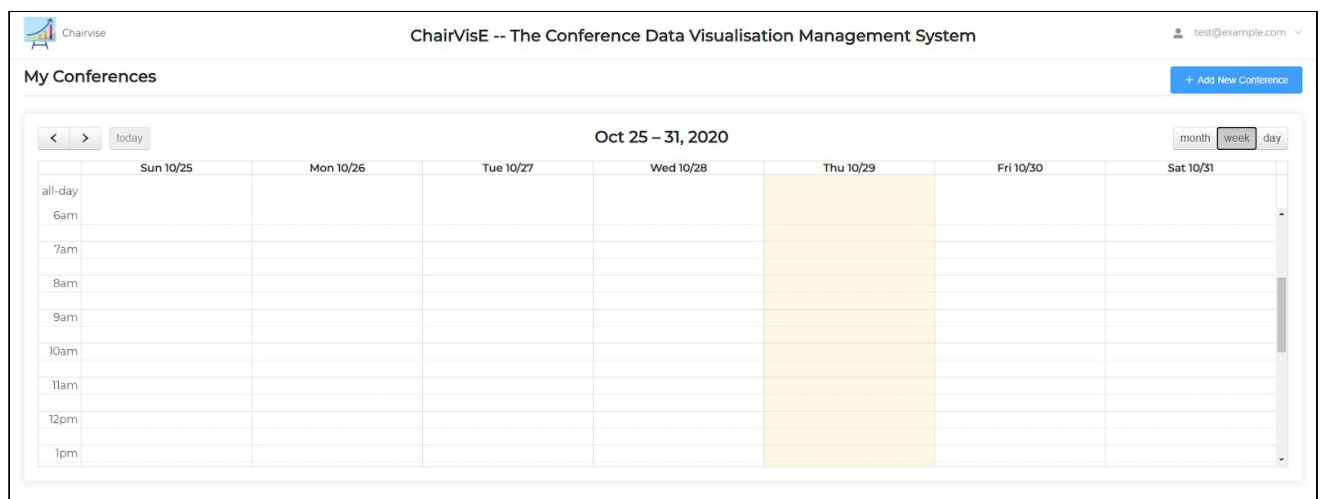 Chairvise
ChairVisE -- The Conference Data Visualisation Management System
test@example.com
My Conferences
+ Add New Conference
today
Oct 25 – 31, 2020
month week day
Sun 10/25 Mon 10/26 Tue 10/27 Wed 10/28 Thu 10/29 Fri 10/30 Sat 10/31
all-day
6am
7am
8am
9am
10am
11am
12pm
1pm